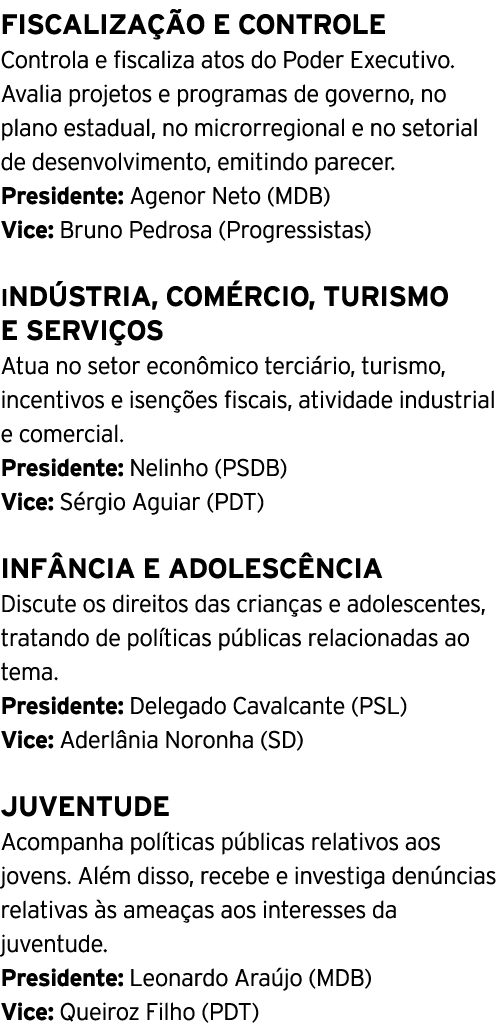 FISCALIZAÇÃO E CONTROLE
Controla e fiscaliza atos do Poder Executivo.
Avalia projetos e programas de governo, no
plano estadual, no microrregional e no setorial
de desenvolvimento, emitindo parecer.
Presidente: Agenor Neto (MDB)
Vice: Bruno Pedrosa (Progressistas)
INDÚSTRIA, COMÉRCIO, TURISMO
E SERVIÇOS
Atua no setor econômico terciário, turismo,
incentivos e isenções fiscais, atividade industrial
e comercial.
Presidente: Nelinho (PSDB)
Vice: Sérgio Aguiar (PDT)
INFÂNCIA E ADOLESCÊNCIA
Discute os direitos das crianças e adolescentes,
tratando de políticas públicas relacionadas ao
tema.
Presidente: Delegado Cavalcante (PSL)
Vice: Aderlânia Noronha (SD)
JUVENTUDE
Acompanha políticas públicas relativos aos
jovens. Além disso, recebe e investiga denúncias
relativas às ameaças aos interesses da
juventude.
Presidente: Leonardo Araújo (MDB)
Vice: Queiroz Filho (PDT)